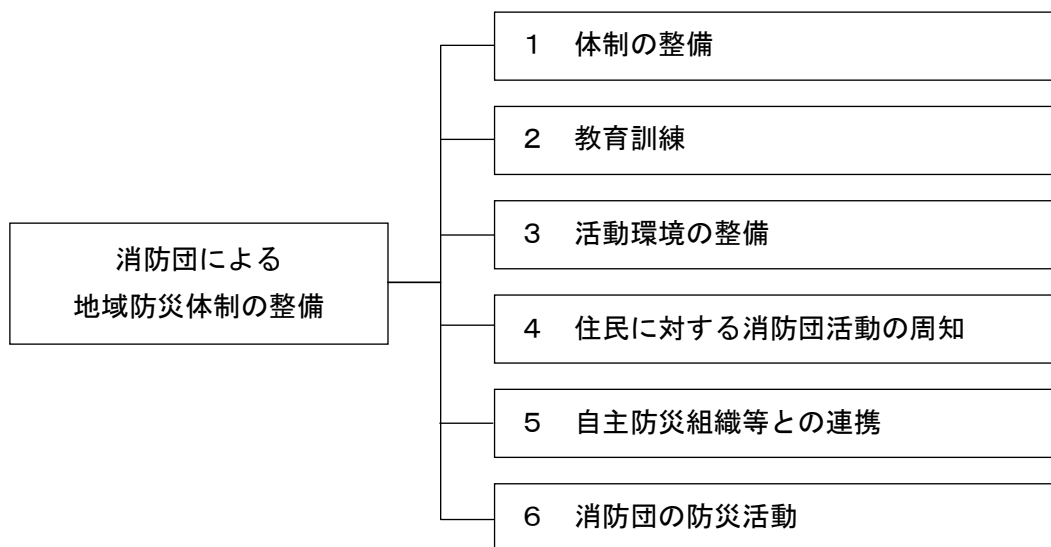 1 体制の整備
2 教育訓練
3 活動環境の整備
消防団による
地域防災体制の整備
4 住民に対する消防団活動の周知
5 自主防災組織等との連携
6 消防団の防災活動